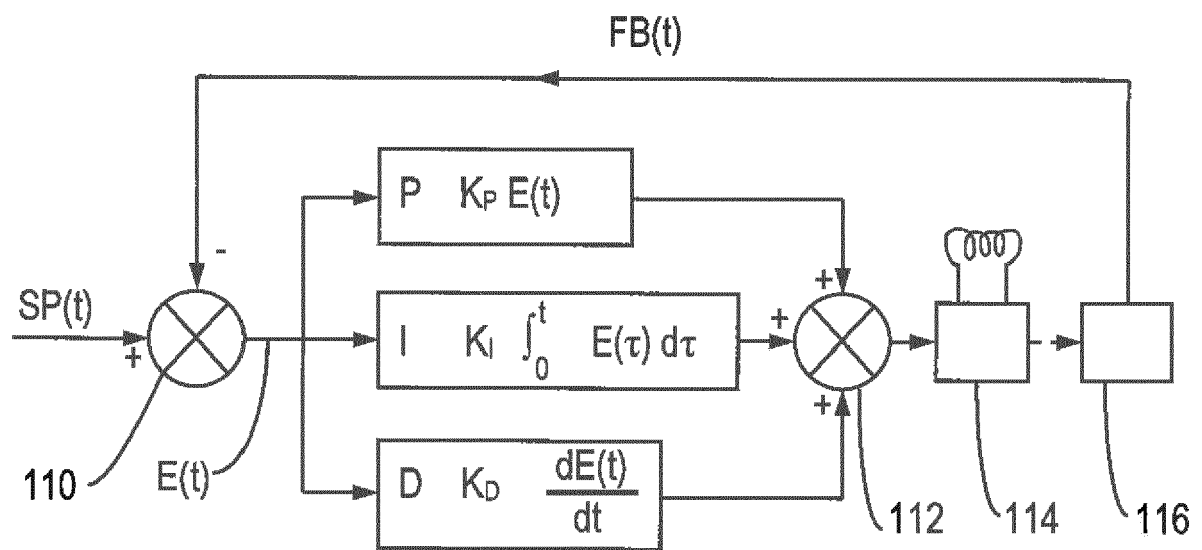 FB(t)
P K_P E(t)
-
SP(t)
+
+
I K_I ∫_0^t E(τ) dτ
+
+
D K_D dE(t)/dt
110
E(t)
112
114
116